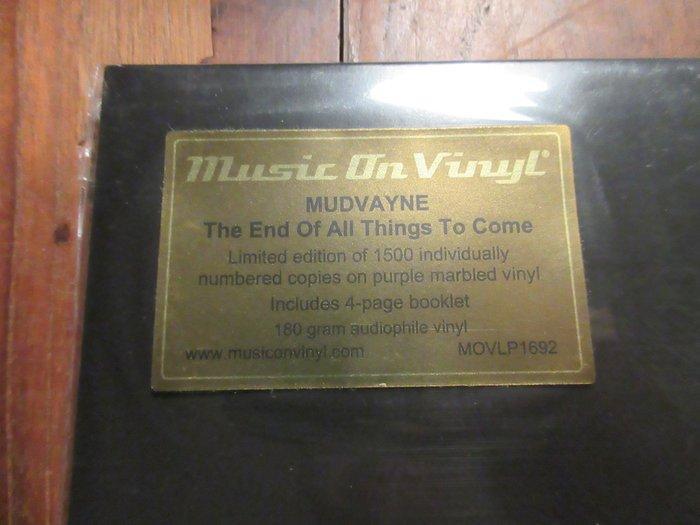 Music On Vinyl®
MUDVAYNE
The End Of All Things To Come
Limited edition of 1500 individually
numbered copies on purple marbled vinyl
Includes 4-page booklet
180 gram audiophile vinyl
www.musiconvinyl.com MOVLP1692